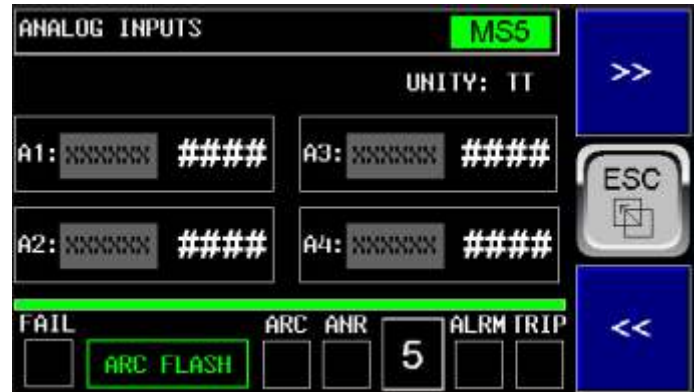 ANALOG INPUTS MS5
>>
UNITY: TT
A1: XXXXXX #### A3: XXXXXX ####
ESC
A2: XXXXXX #### A4: XXXXXX ####
FAIL ARC ANR ALRM TRIP
<<
ARC FLASH 5